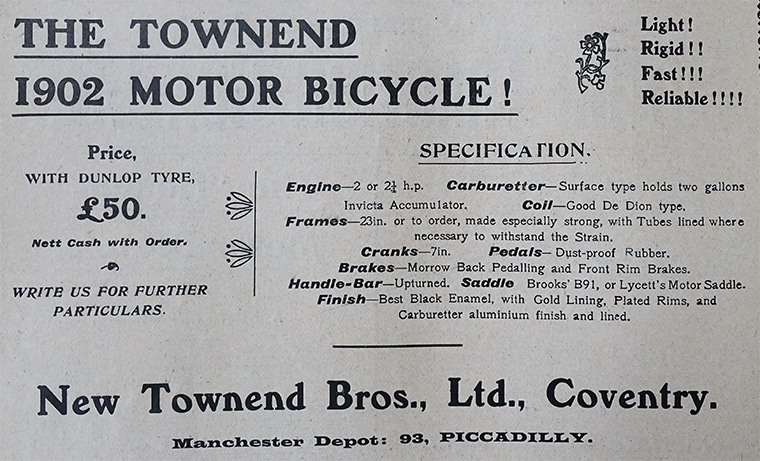 THE TOWNEND
1902 MOTOR BICYCLE!
Light!
Rigid!!
Fast!!!
Reliable!!!!
Price,
WITH DUNLOP TYRE,
£50.
Nett Cash with Order.
WRITE US FOR FURTHER
PARTICULARS.
SPECIFICATION.
Engine—2 or 2½ h.p. Carburetter—Surface type holds two gallons
Invicta Accumulator. Coil—Good De Dion type.
Frames—23in. or to order, made especially strong, with Tubes lined where
necessary to withstand the Strain.
Cranks—7in. Pedals—Dust-proof Rubber.
Brakes—Morrow Back Pedalling and Front Rim Brakes.
Handle-Bar—Upturned. Saddle Brooks' B91, or Lycett's Motor Saddle.
Finish—Best Black Enamel, with Gold Lining, Plated Rims, and
Carburetter aluminium finish and lined.
New Townend Bros., Ltd., Coventry.
Manchester Depot: 93, PICCADILLY.